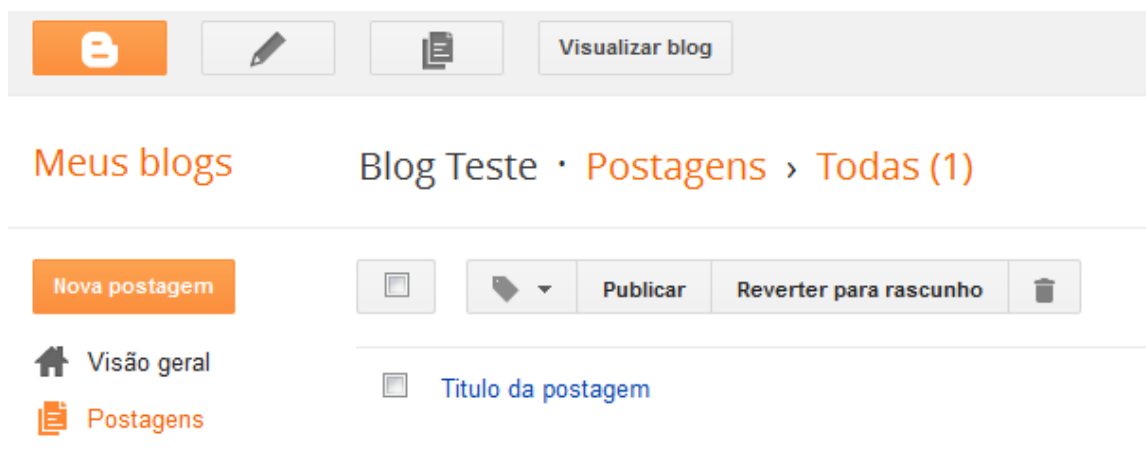 Visualizar blog
Meus blogs
Blog Teste · Postagens › Todas (1)
Nova postagem
Publicar
Reverter para rascunho
Visão geral
Titulo da postagem
Postagens